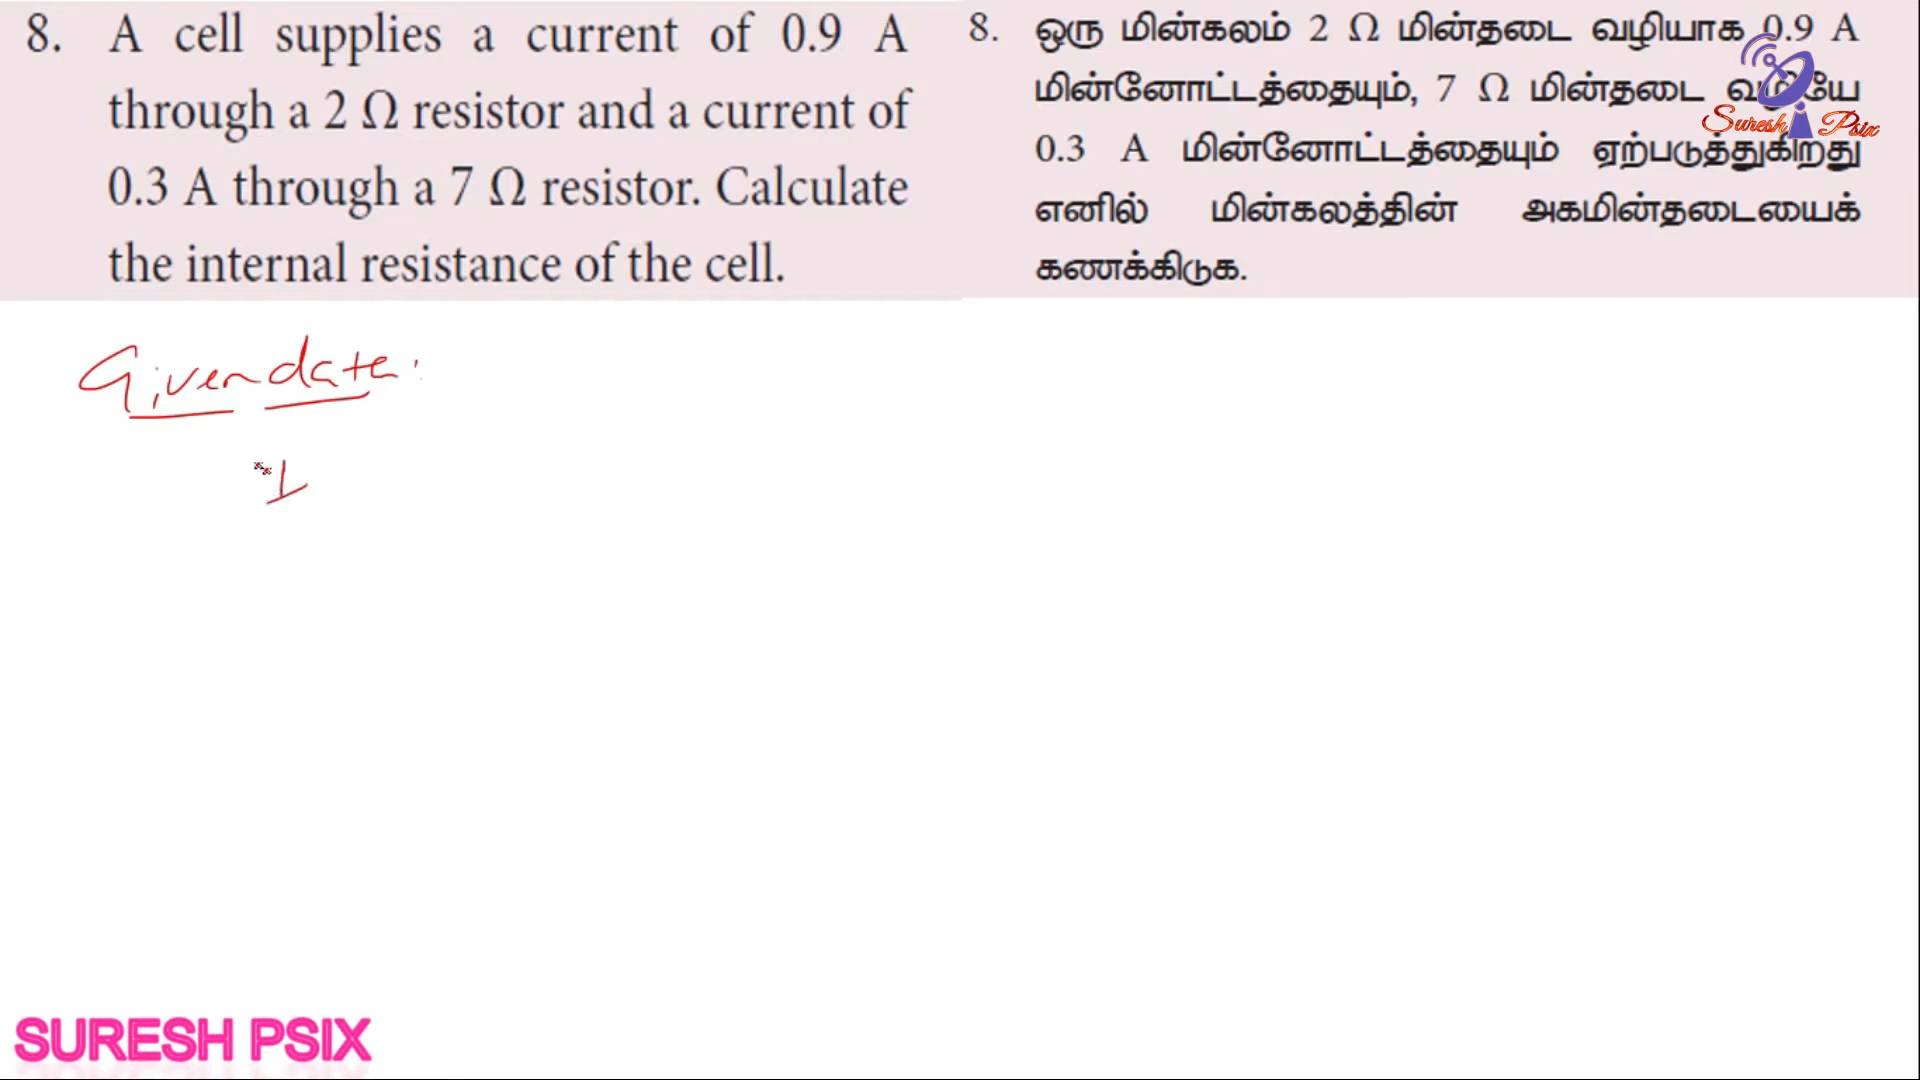 8. A cell supplies a current of 0.9 A
through a 2 Ω resistor and a current of
0.3 A through a 7 Ω resistor. Calculate
the internal resistance of the cell.
8. ஒரு மின்கலம் 2 Ω மின்தடை வழியாக 0.9 A
மின்னோட்டத்தையும், 7 Ω மின்தடை வழியே
0.3 A மின்னோட்டத்தையும் ஏற்படுத்துகிறது
எனில் மின்கலத்தின் அகமின்தடையைக்
கணக்கிடுக.
Suresh Psix
Given data:
I
SURESH PSIX